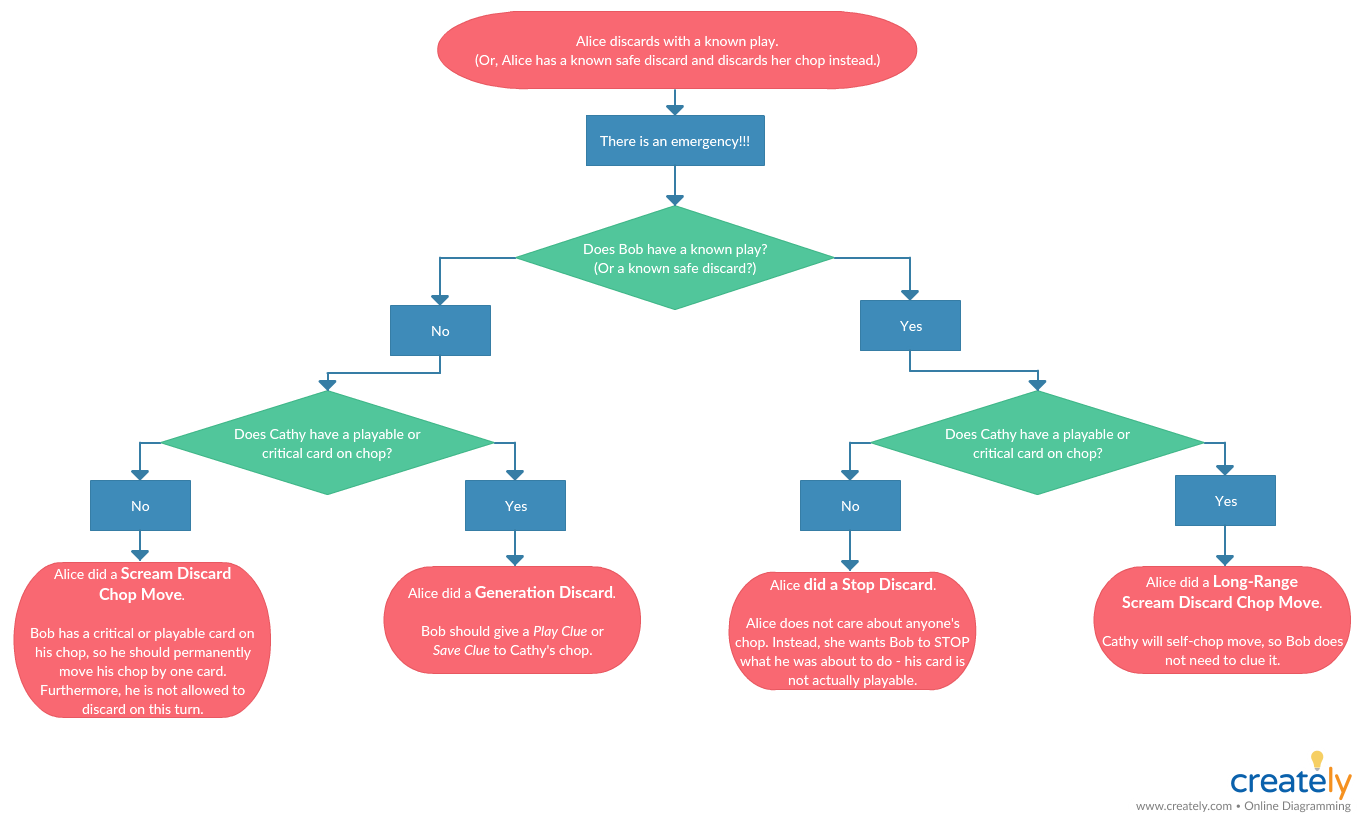 Alice discards with a known play.
(Or, Alice has a known safe discard and discards her chop instead.)
There is an emergency!!!
Does Bob have a known play?
(Or a known safe discard?)
No
Yes
Does Cathy have a playable or
critical card on chop?
Does Cathy have a playable or
critical card on chop?
No
Yes
No
Yes
Alice did a Scream Discard
Chop Move.
Bob has a critical or playable card on
his chop, so he should permanently
move his chop by one card.
Furthermore, he is not allowed to
discard on this turn.
Alice did a Generation Discard.
Bob should give a Play Clue or
Save Clue to Cathy's chop.
Alice did a Stop Discard.
Alice does not care about anyone's
chop. Instead, she wants Bob to STOP
what he was about to do - his card is
not actually playable.
Alice did a Long-Range
Scream Discard Chop Move.
Cathy will self-chop move, so Bob does
not need to clue it.
creately
www.creately.com • Online Diagramming